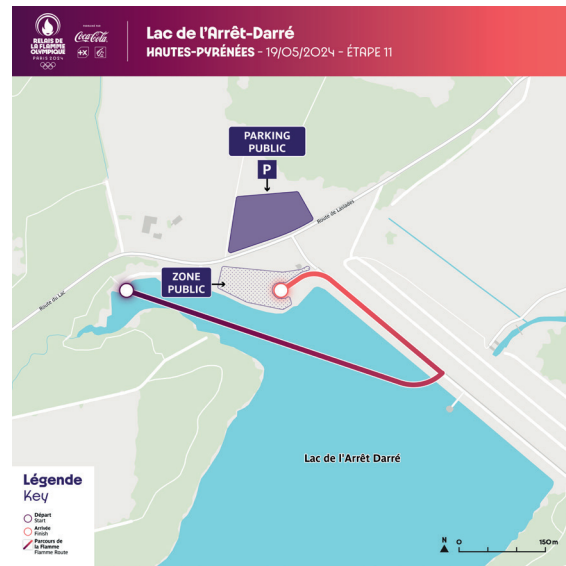 RELAIS DE
LA FLAMME
OLYMPIQUE
PARIS 2024
Coca-Cola
Lac de l'Arrêt-Darré
HAUTES-PYRÉNÉES - 19/05/2024 - ÉTAPE 11
PARKING
PUBLIC
P
Route de Laslades
ZONE
PUBLIC
Route du Lac
Lac de l'Arrêt Darré
Légende
Key
Départ
Start
Arrivée
Finish
Parcours de
la Flamme
Flame Route
N
0
150 m